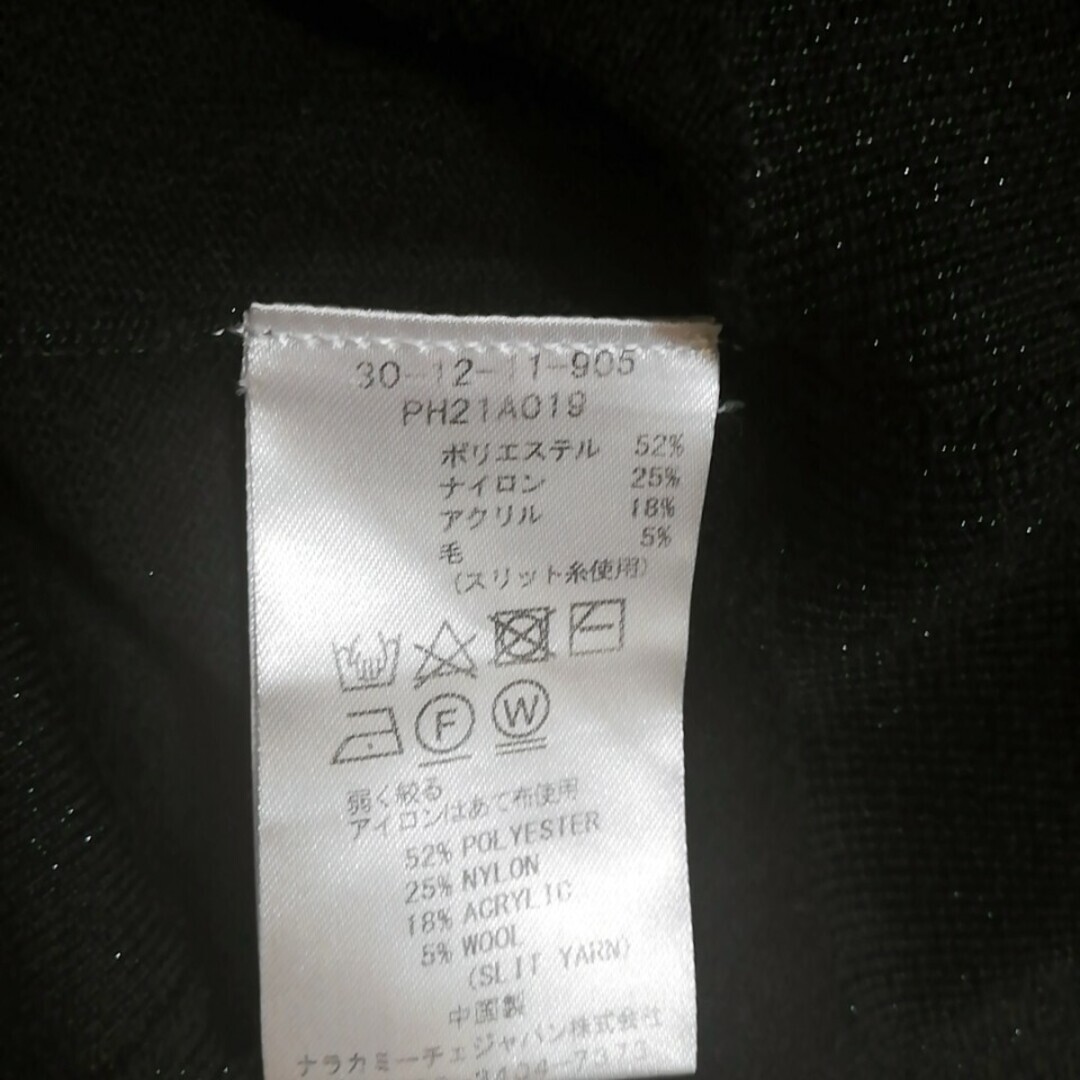 30-12-11-905
PH21A019
ポリエステル 52%
ナイロン 25%
アクリル 18%
毛 5%
(スリット糸使用)
F W
弱く絞る
アイロンはあて布使用
52% POLYESTER
25% NYLON
18% ACRYLIC
5% WOOL
(SLIT YARN)
中国製
ナラカミーチェジャパン株式会社
3404-7373